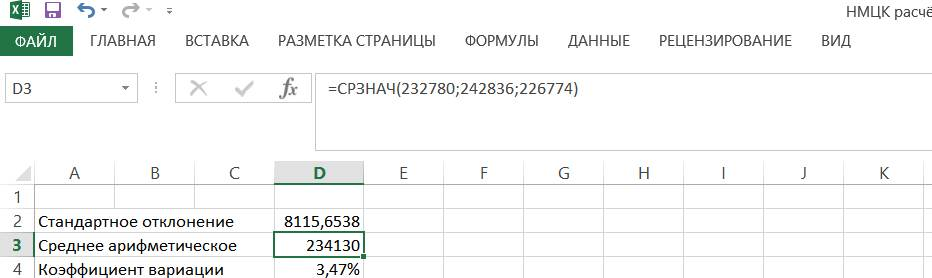 НМЦК расчё
ФАЙЛ ГЛАВНАЯ ВСТАВКА РАЗМЕТКА СТРАНИЦЫ ФОРМУЛЫ ДАННЫЕ РЕЦЕНЗИРОВАНИЕ ВИД
D3 fx =СРЗНАЧ(232780;242836;226774)
A B C D E F G H I J K
1
2 Стандартное отклонение 8115,6538
3 Среднее арифметическое 234130
4 Коэффициент вариации 3,47%